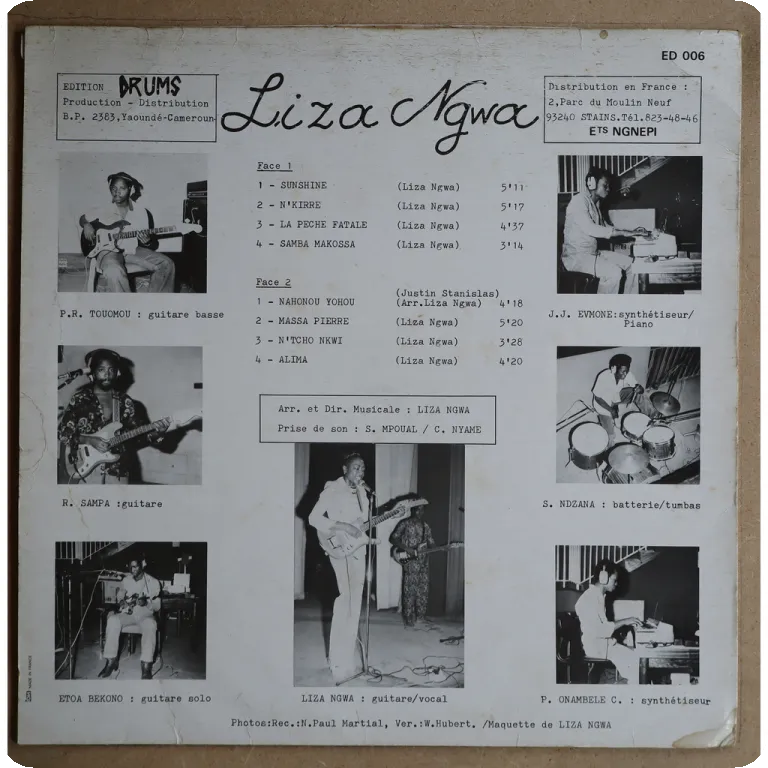 ED 006
EDITION DRUMS
Production - Distribution
B.P. 2383,Yaoundé-Cameroun
Liza Ngwa
Distribution en France :
2,Parc du Moulin Neuf
93240 STAINS.Tél.823-48-46
ETS NGNEPI
Face 1
1 - SUNSHINE (Liza Ngwa) 5'11
2 - N'KIRRE (Liza Ngwa) 5'17
3 - LA PECHE FATALE (Liza Ngwa) 4'37
4 - SAMBA MAKOSSA (Liza Ngwa) 3'14
Face 2
(Justin Stanislas)
1 - NAHONOU YOHOU (Arr.Liza Ngwa) 4'18
2 - MASSA PIERRE (Liza Ngwa) 5'20
3 - N'TCHO NKWI (Liza Ngwa) 3'28
4 - ALIMA (Liza Ngwa) 4'20
P.R. TOUOMOU : guitare basse
J.J. EVMONE:synthétiseur/
Piano
Arr. et Dir. Musicale : LIZA NGWA
Prise de son : S. MPOUAL / C. NYAME
R. SAMPA :guitare
S. NDZANA : batterie/tumbas
ETOA BEKONO : guitare solo
LIZA NGWA : guitare/vocal
P. ONAMBELE C. : synthétiseur
Photos:Rec.:N.Paul Martial, Ver.:W.Hubert. /Maquette de LIZA NGWA
MADE IN FRANCE